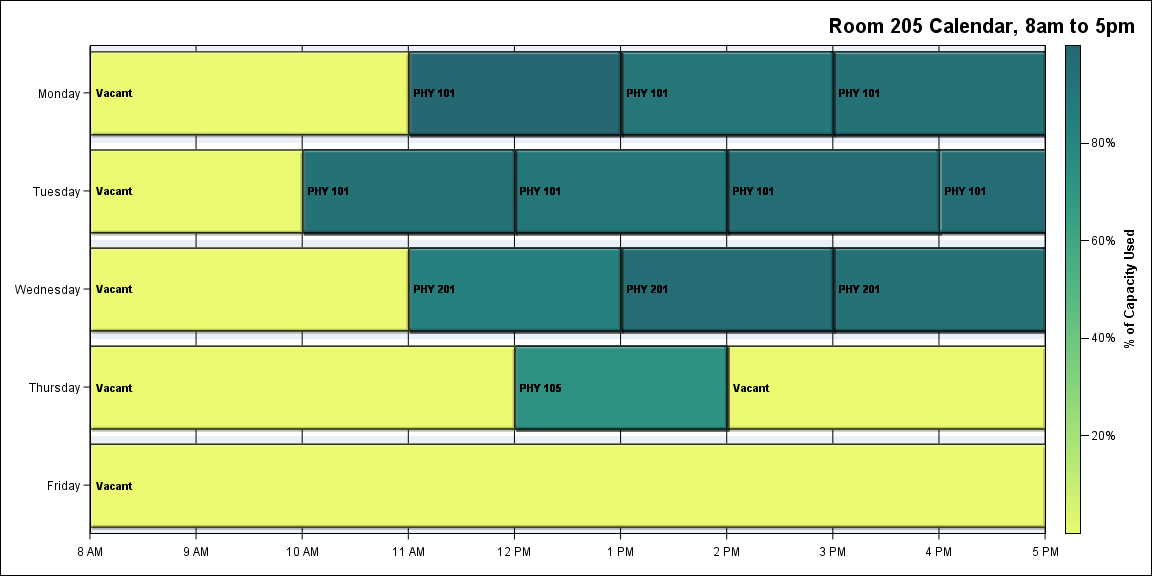 Room 205 Calendar, 8am to 5pm
Monday
Vacant
PHY 101
PHY 101
PHY 101
Tuesday
Vacant
PHY 101
PHY 101
PHY 101
PHY 101
Wednesday
Vacant
PHY 201
PHY 201
PHY 201
Thursday
Vacant
PHY 105
Vacant
Friday
Vacant
8 AM
9 AM
10 AM
11 AM
12 PM
1 PM
2 PM
3 PM
4 PM
5 PM
80%
60%
40%
20%
% of Capacity Used